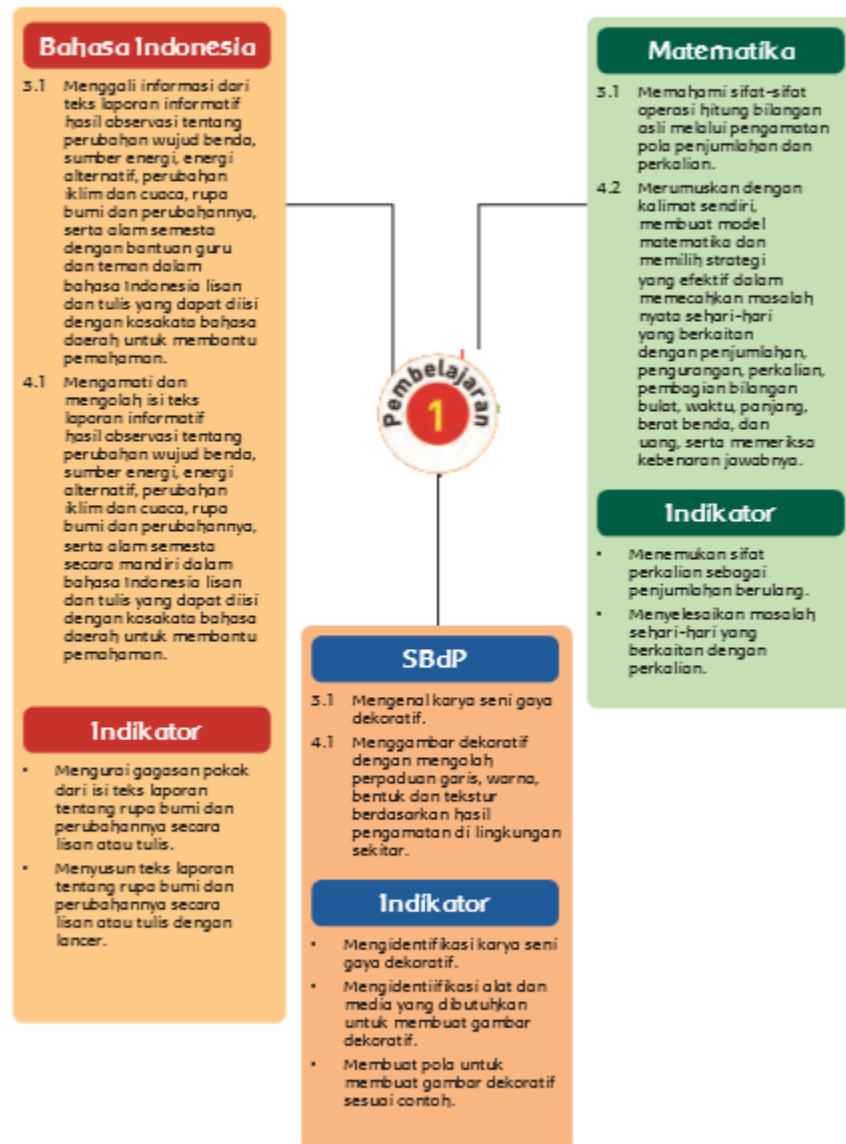 Bahasa Indonesia
3.1 Menggali informasi dari
teks laporan informatif
hasil observasi tentang
perubahan wujud benda,
sumber energi, energi
alternatif, perubahan
iklim dan cuaca, rupa
bumi dan perubahannya,
serta alam semesta
dengan bantuan guru
dan teman dalam
bahasa Indonesia lisan
dan tulis yang dapat diisi
dengan kosakata bahasa
daerah untuk membantu
pemahaman.
4.1 Mengamati dan
mengolah isi teks
laporan informatif
hasil observasi tentang
perubahan wujud benda,
sumber energi, energi
alternatif, perubahan
iklim dan cuaca, rupa
bumi dan perubahannya,
serta alam semesta
secara mandiri dalam
bahasa Indonesia lisan
dan tulis yang dapat diisi
dengan kosakata bahasa
daerah untuk membantu
pemahaman.
Indikator
• Mengurai gagasan pokok
dari isi teks laporan
tentang rupa bumi dan
perubahannya secara
lisan atau tulis.
• Menyusun teks laporan
tentang rupa bumi dan
perubahannya secara
lisan atau tulis dengan
lancer.
Pembelajaran
1
Matematika
3.1 Memahami sifat-sifat
operasi hitung bilangan
asli melalui pengamatan
pola penjumlahan dan
perkalian.
4.2 Merumuskan dengan
kalimat sendiri,
membuat model
matematika dan
memilih strategi
yang efektif dalam
memecahkan masalah
nyata sehari-hari
yang berkaitan
dengan penjumlahan,
pengurangan, perkalian,
pembagian bilangan
bulat, waktu, panjang,
berat benda, dan
uang, serta memeriksa
kebenaran jawabnya.
Indikator
• Menemukan sifat
perkalian sebagai
penjumlahan berulang.
• Menyelesaikan masalah
sehari-hari yang
berkaitan dengan
perkalian.
SBdP
3.1 Mengenal karya seni gaya
dekoratif.
4.1 Menggambar dekoratif
dengan mengolah
perpaduan garis, warna,
bentuk dan tekstur
berdasarkan hasil
pengamatan di lingkungan
sekitar.
Indikator
• Mengidentifikasi karya seni
gaya dekoratif.
• Mengidentiifikasi alat dan
media yang dibutuhkan
untuk membuat gambar
dekoratif.
• Membuat pola untuk
membuat gambar dekoratif
sesuai contoh.